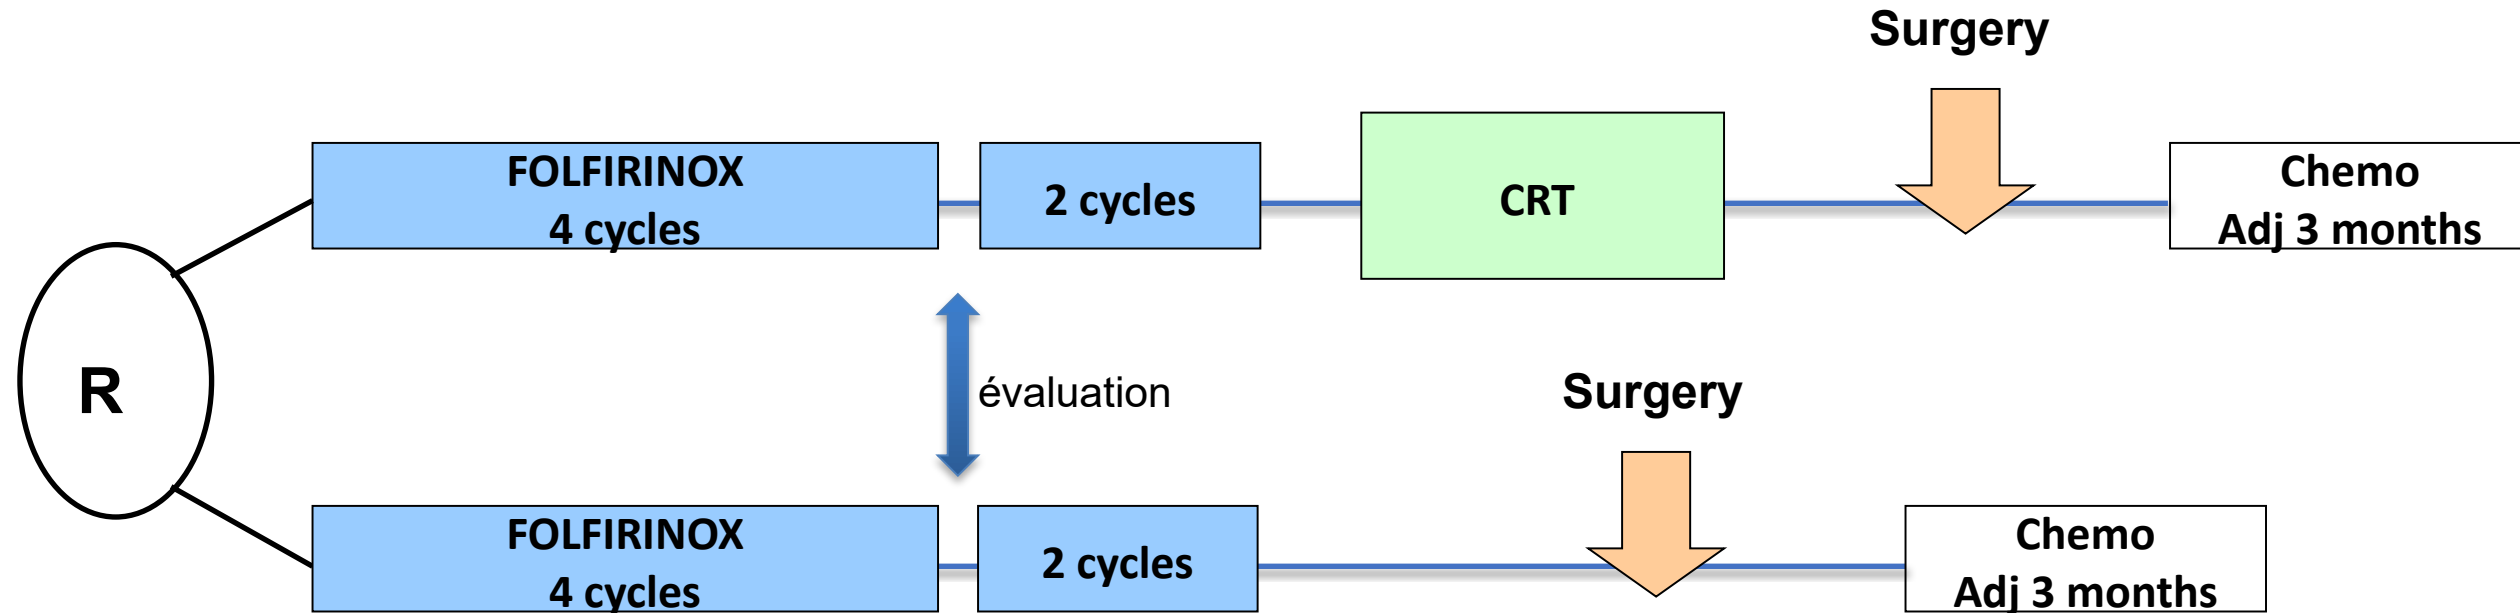 Surgery
FOLFIRINOX
4 cycles
2 cycles
CRT
Chemo
Adj 3 months
R
évaluation
Surgery
FOLFIRINOX
4 cycles
2 cycles
Chemo
Adj 3 months